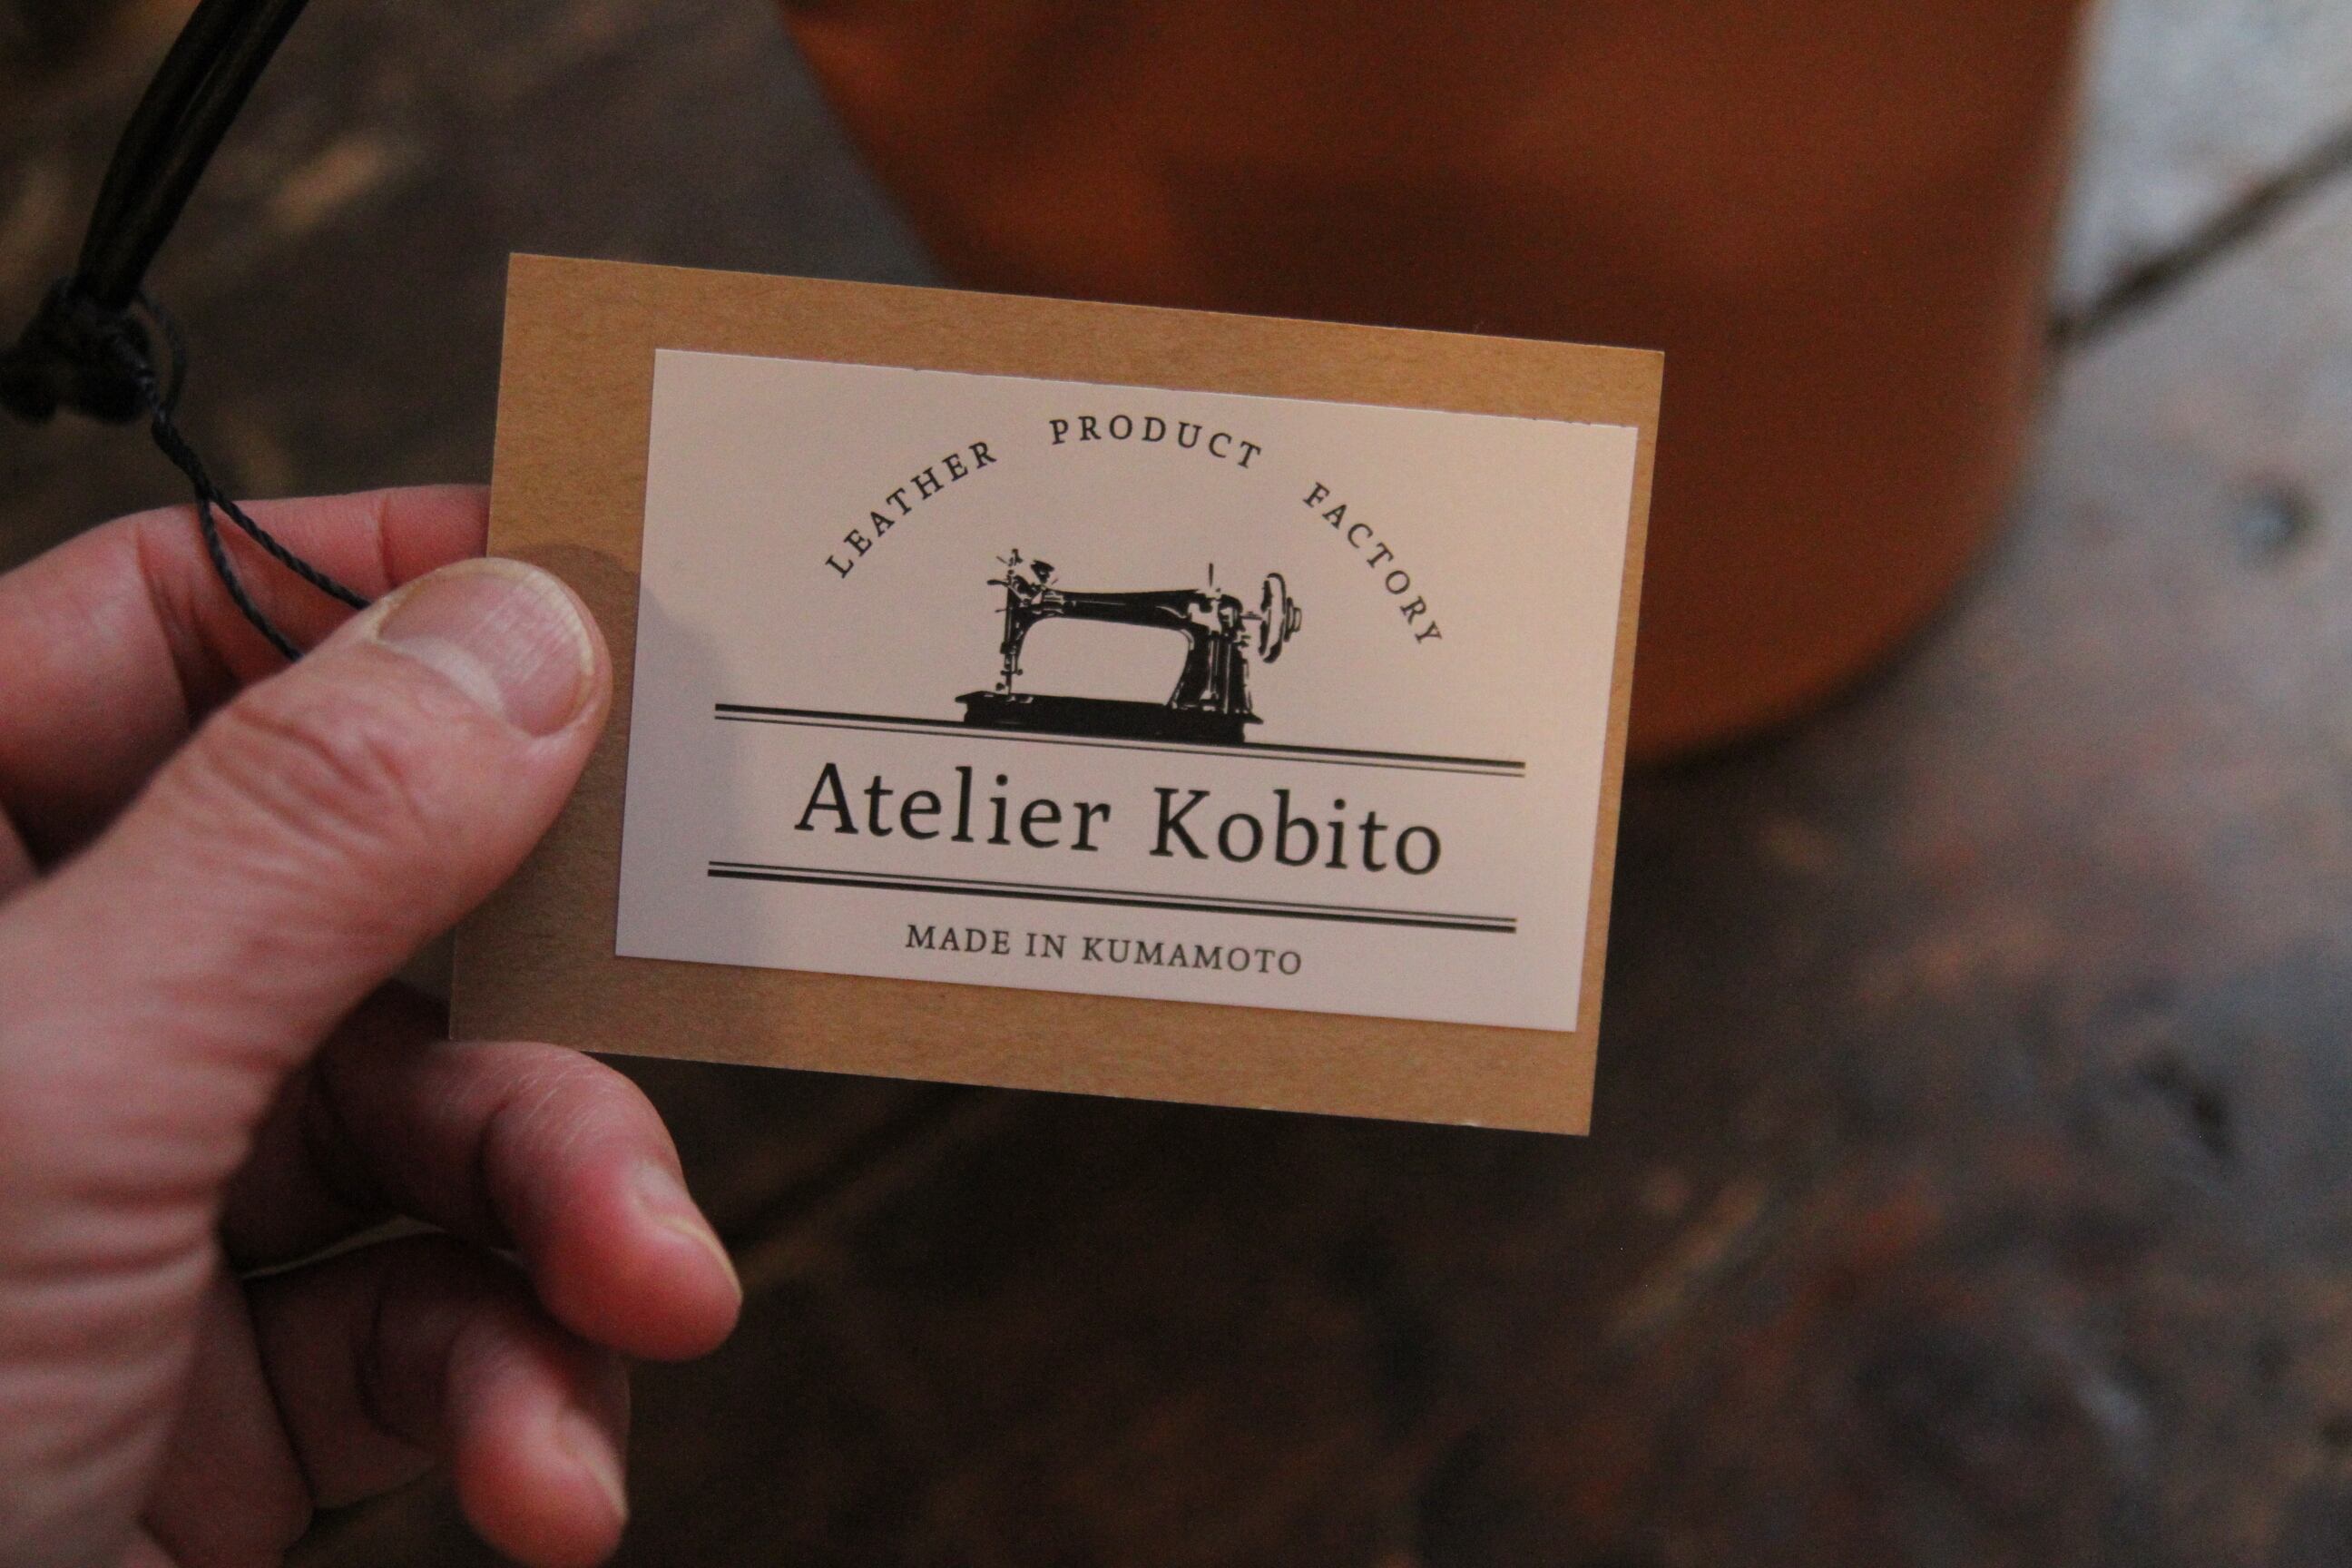 LEATHER PRODUCT FACTORY
Atelier Kobito
MADE IN KUMAMOTO